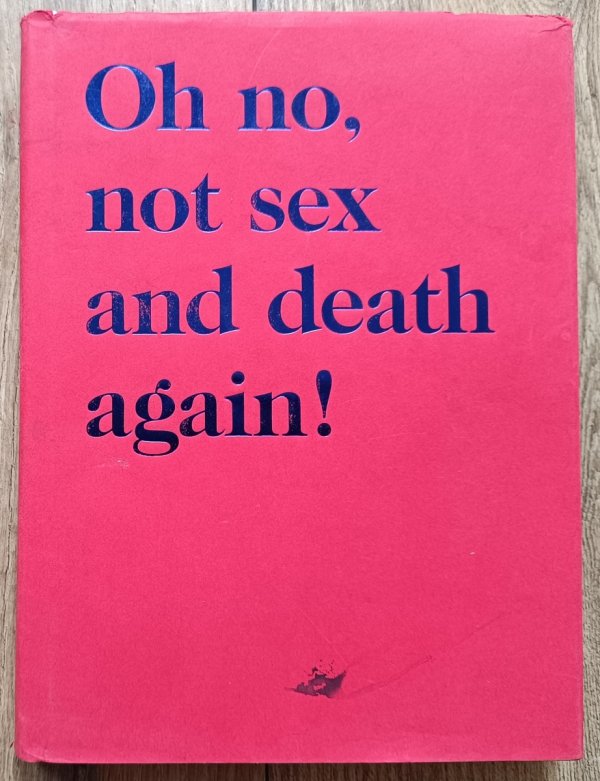 Oh no,
not sex
and death
again!